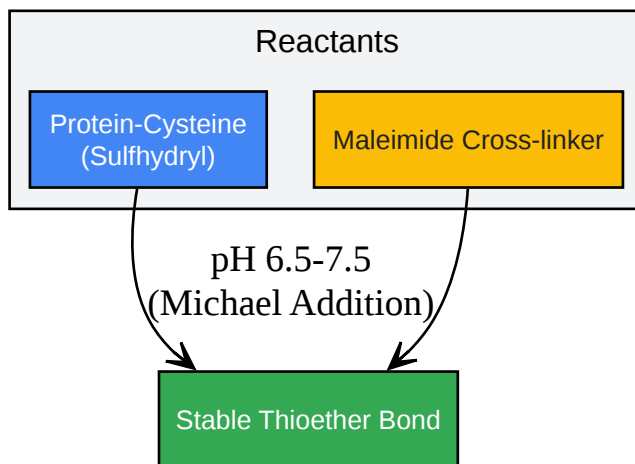 Reactants
Protein-Cysteine
(Sulfhydryl)
Maleimide Cross-linker
pH 6.5-7.5
(Michael Addition)
Stable Thioether Bond